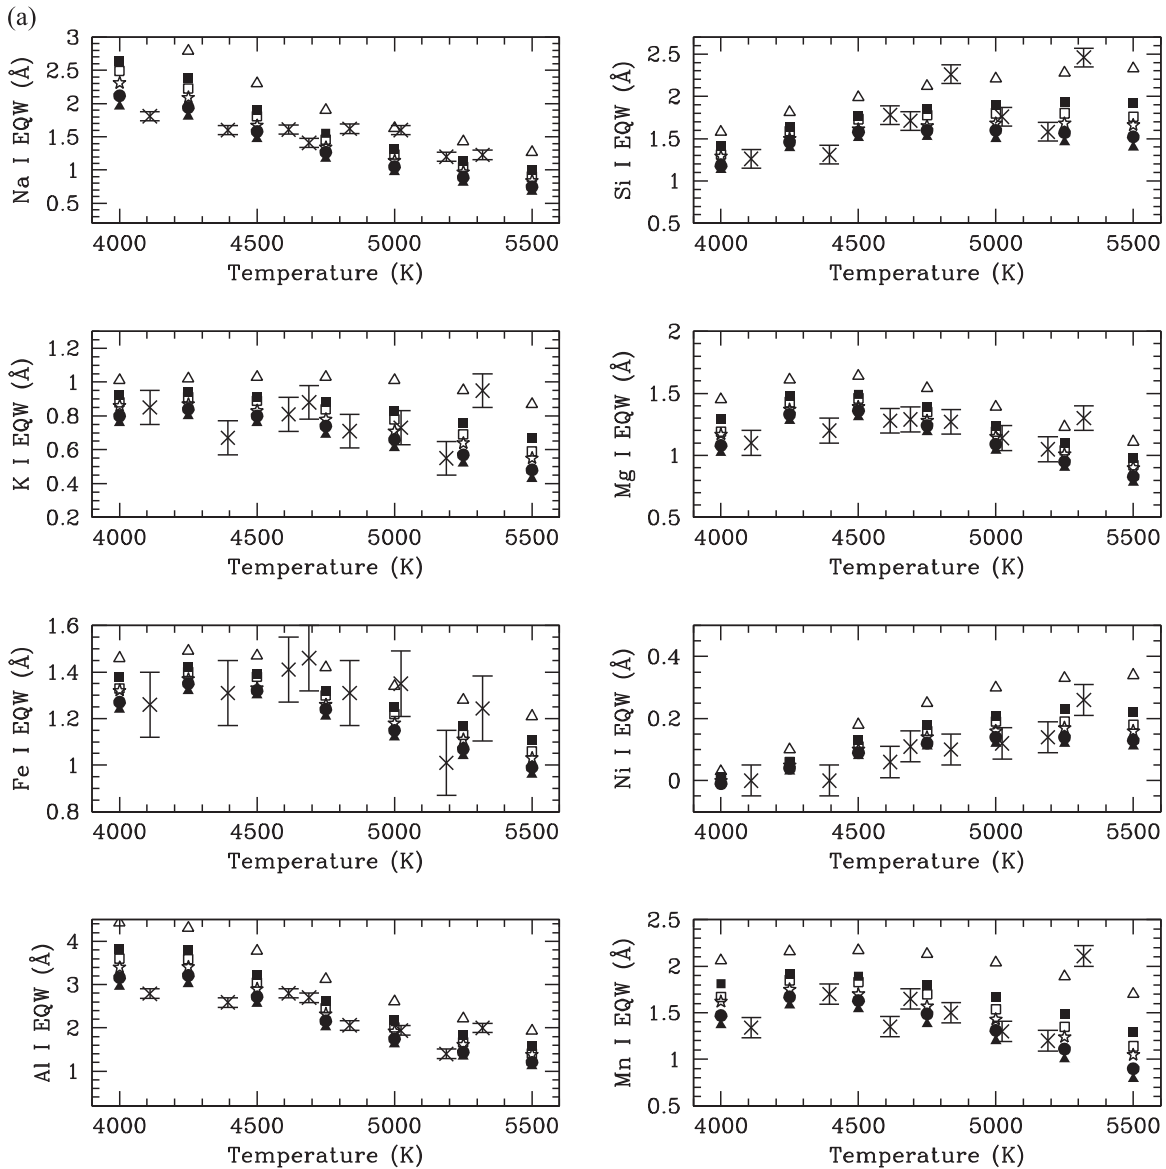 (a)
3
2.5
2
1.5
1
0.5
Na I EQW (Å)
4000 4500 5000 5500
Temperature (K)
2.5
2
1.5
1
0.5
Si I EQW (Å)
4000 4500 5000 5500
Temperature (K)
1.2
1
0.8
0.6
0.4
0.2
K I EQW (Å)
4000 4500 5000 5500
Temperature (K)
2
1.5
1
0.5
Mg I EQW (Å)
4000 4500 5000 5500
Temperature (K)
1.6
1.4
1.2
1
0.8
Fe I EQW (Å)
4000 4500 5000 5500
Temperature (K)
0.4
0.2
0
Ni I EQW (Å)
4000 4500 5000 5500
Temperature (K)
4
3
2
1
Al I EQW (Å)
4000 4500 5000 5500
Temperature (K)
2.5
2
1.5
1
0.5
Mn I EQW (Å)
4000 4500 5000 5500
Temperature (K)